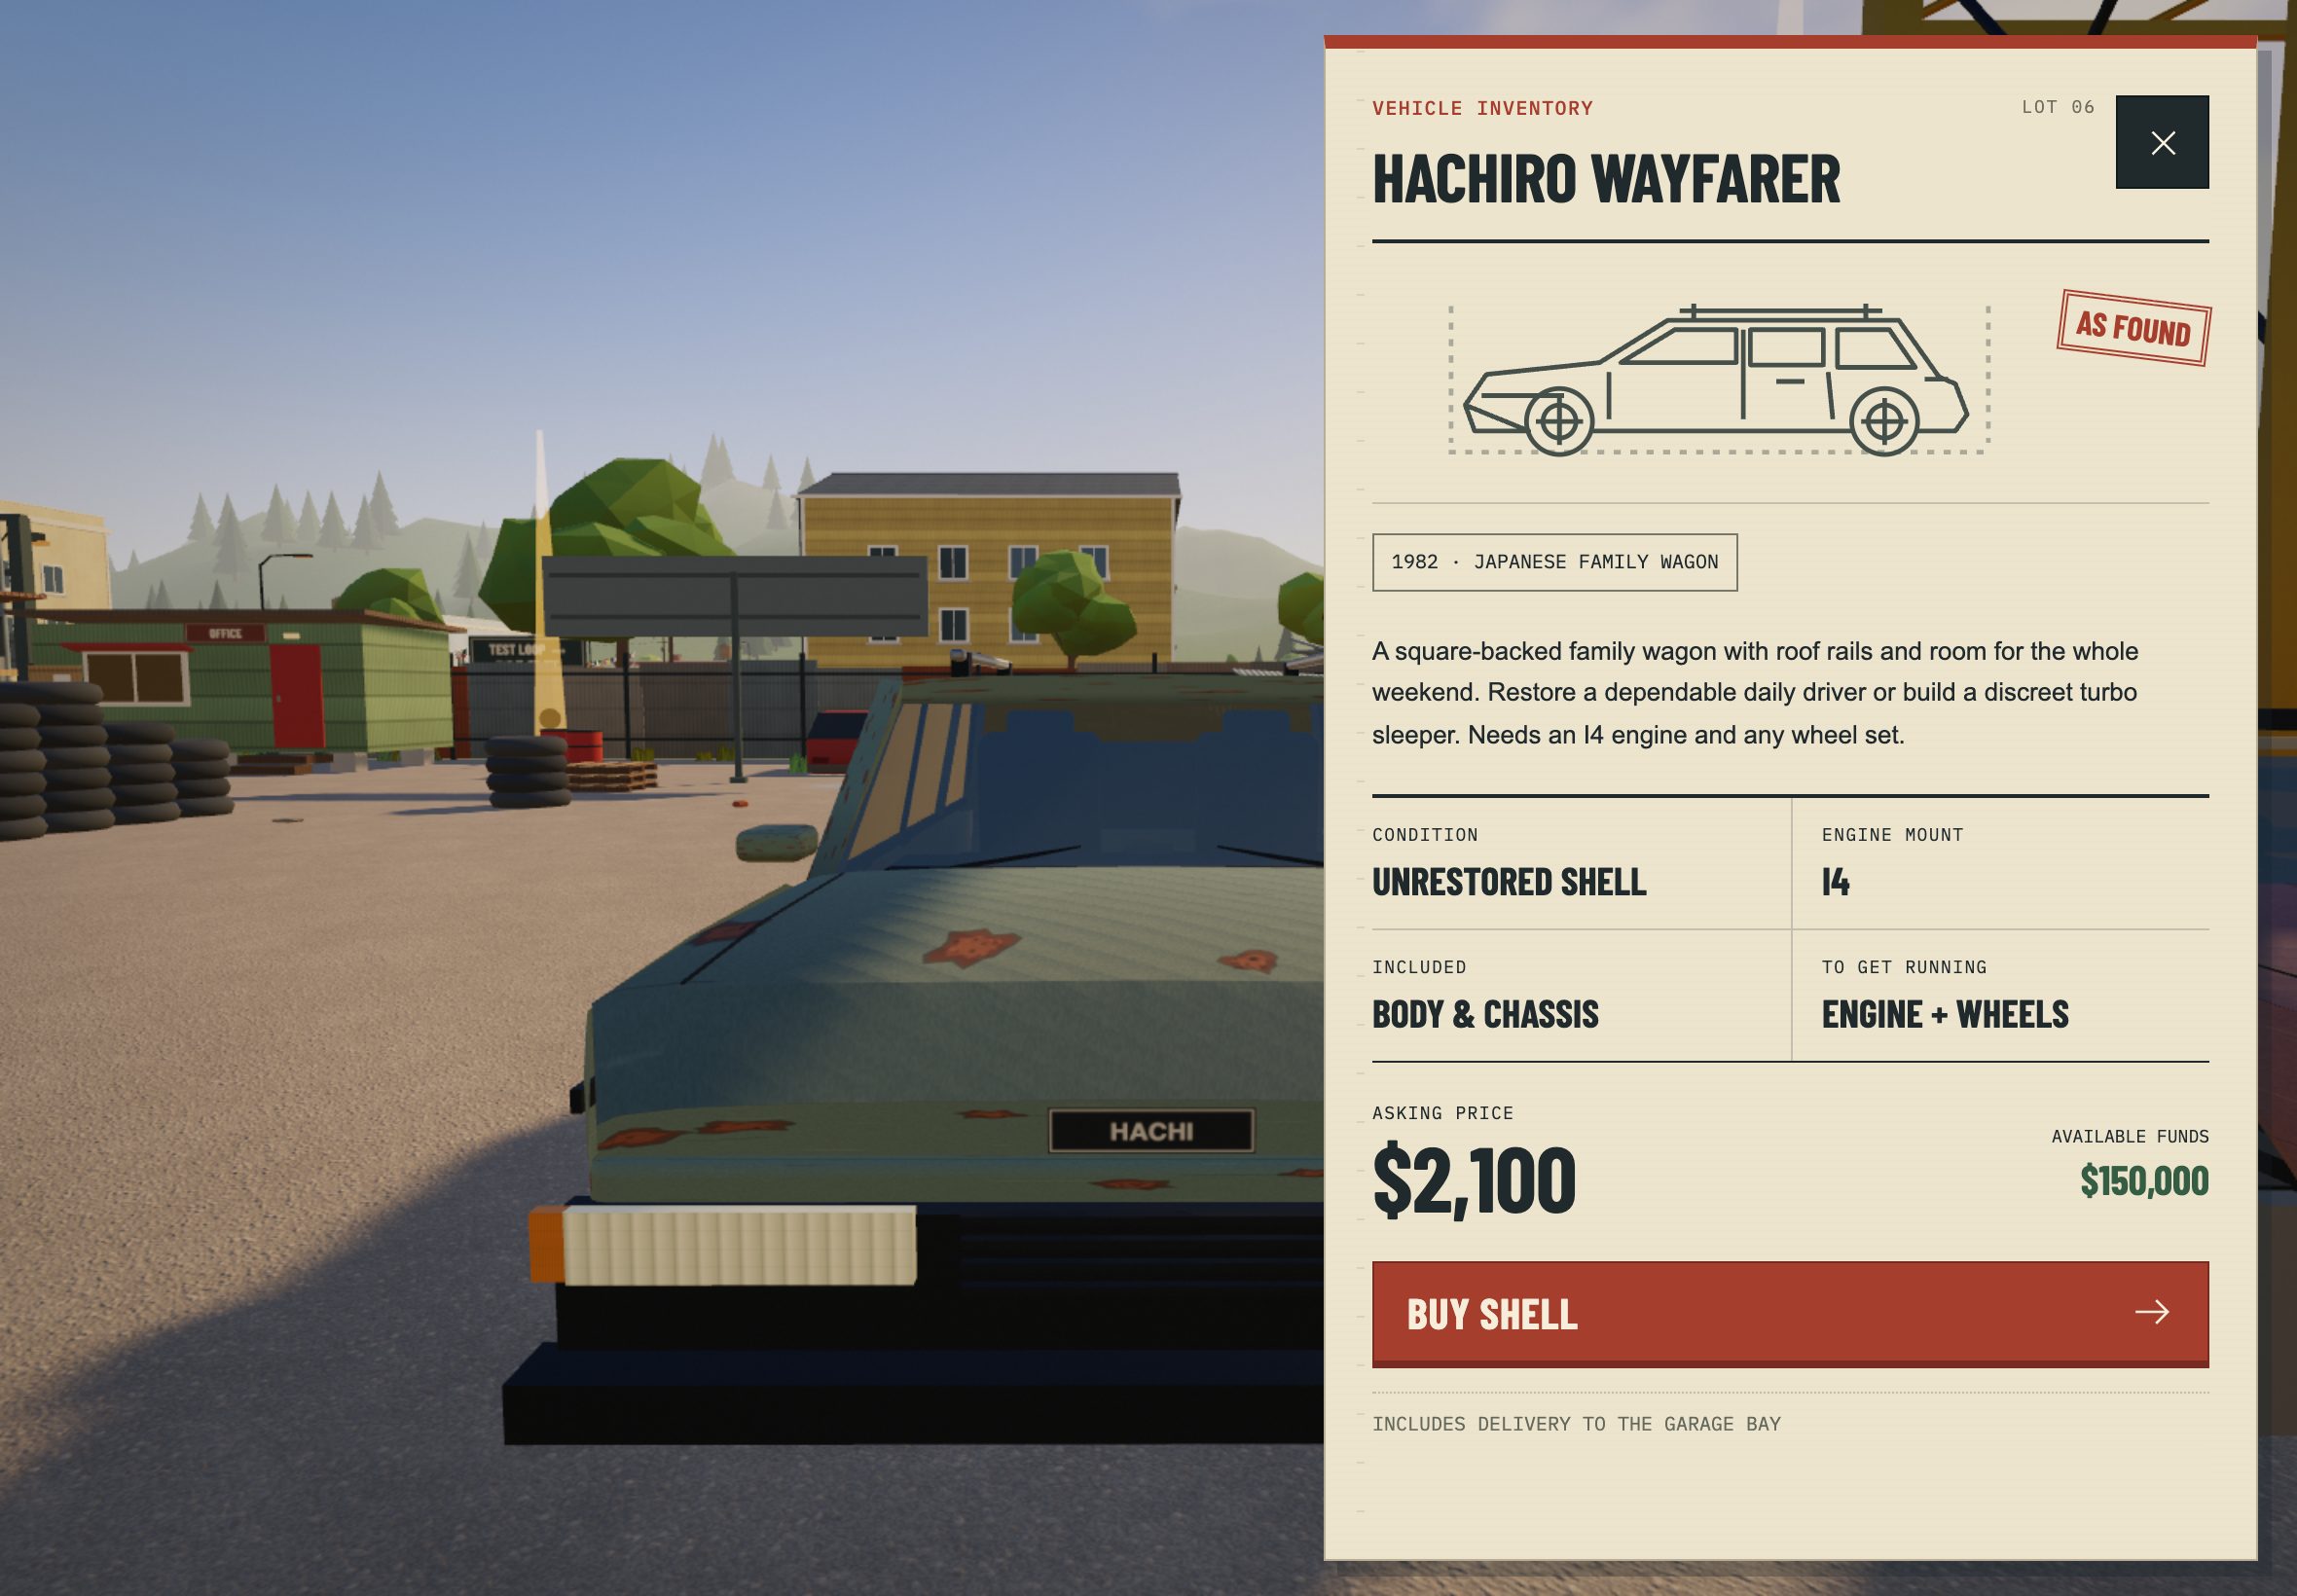 VEHICLE INVENTORY
LOT 06
HACHIRO WAYFARER
AS FOUND
1982 · JAPANESE FAMILY WAGON
A square-backed family wagon with roof rails and room for the whole
weekend. Restore a dependable daily driver or build a discreet turbo
sleeper. Needs an I4 engine and any wheel set.
CONDITION
UNRESTORED SHELL
ENGINE MOUNT
I4
INCLUDED
BODY & CHASSIS
TO GET RUNNING
ENGINE + WHEELS
ASKING PRICE
$2,100
AVAILABLE FUNDS
$150,000
BUY SHELL
INCLUDES DELIVERY TO THE GARAGE BAY
OFFICE
TEST LOOP
HACHI